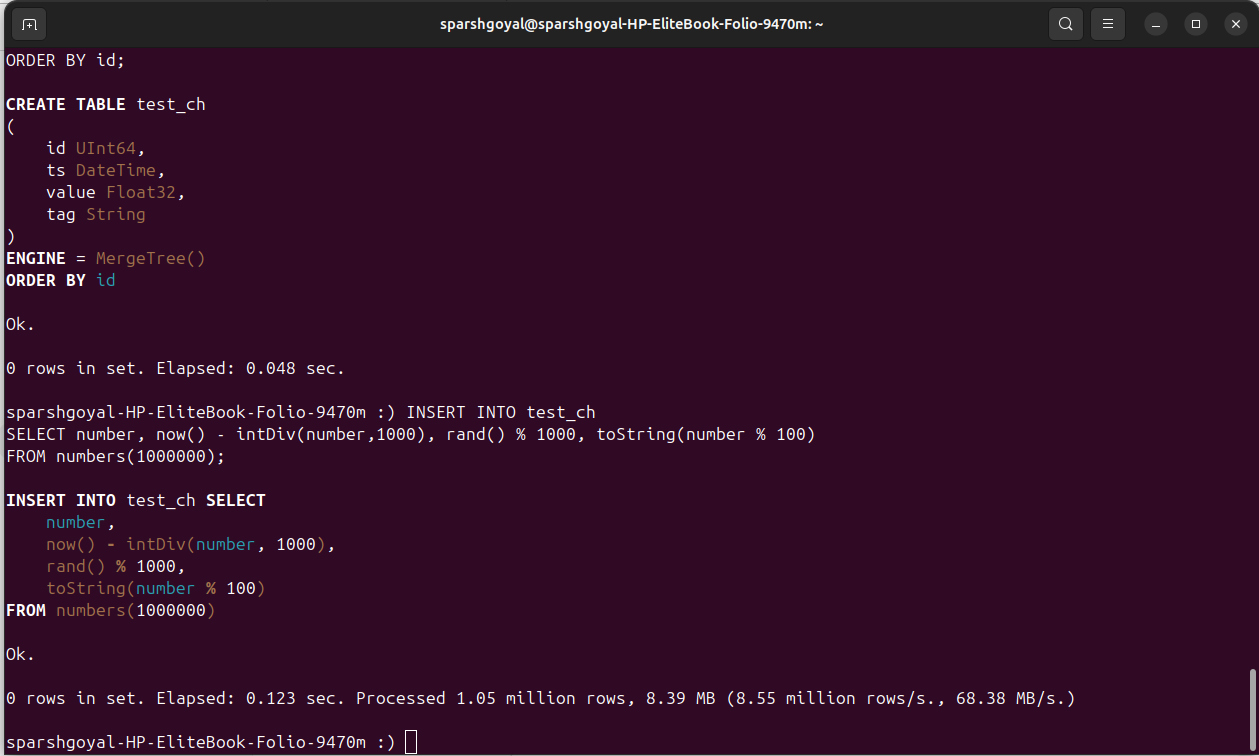 sparshgoyal@sparshgoyal-HP-EliteBook-Folio-9470m: ~
ORDER BY id;
CREATE TABLE test_ch
(
    id UInt64,
    ts DateTime,
    value Float32,
    tag String
)
ENGINE = MergeTree()
ORDER BY id
Ok.
0 rows in set. Elapsed: 0.048 sec.
sparshgoyal-HP-EliteBook-Folio-9470m :) INSERT INTO test_ch
SELECT number, now() - intDiv(number,1000), rand() % 1000, toString(number % 100)
FROM numbers(1000000);
INSERT INTO test_ch SELECT
    number,
    now() - intDiv(number, 1000),
    rand() % 1000,
    toString(number % 100)
FROM numbers(1000000)
Ok.
0 rows in set. Elapsed: 0.123 sec. Processed 1.05 million rows, 8.39 MB (8.55 million rows/s., 68.38 MB/s.)
sparshgoyal-HP-EliteBook-Folio-9470m :)